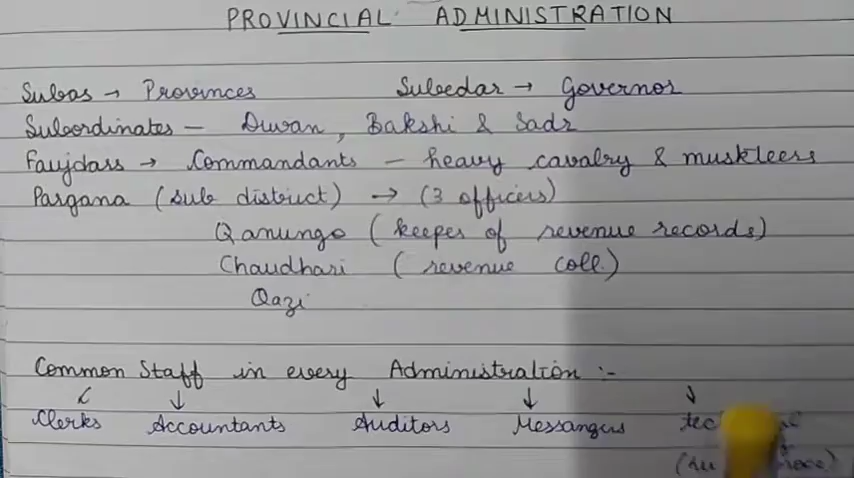 PROVINCIAL ADMINISTRATION
Subas → Provinces Subedar → Governor
Subordinates - Diwan, Bakshi & Sadr
Faujdars → Commandants - heavy cavalry & muskteers
Pargana (sub district) → (3 officers)
Qanungo (keeper of revenue records)
Chaudhari (revenue coll.)
Qazi
Common Staff in every Administration :-
Clerks Accountants Auditors Messangers